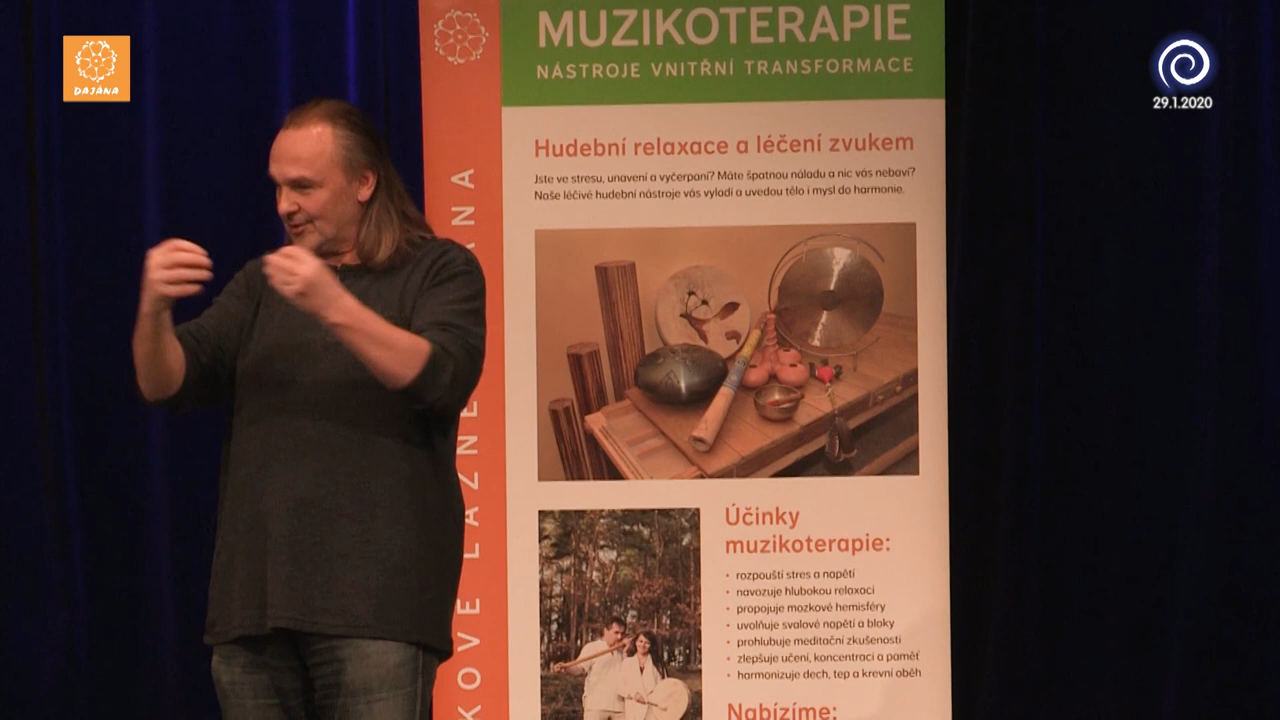 DAJÁNA
29.1.2020
MUZIKOTERAPIE
NÁSTROJE VNITŘNÍ TRANSFORMACE
Hudební relaxace a léčení zvukem
Jste ve stresu, unavení a vyčerpaní? Máte špatnou náladu a nic vás nebaví?
Naše léčivé hudební nástroje vás vyladí a uvedou tělo i mysl do harmonie.
Účinky
muzikoterapie:
• rozpouští stres a napětí
• navozuje hlubokou relaxaci
• propojuje mozkové hemisféry
• uvolňuje svalové napětí a bloky
• prohlubuje meditační zkušenosti
• zlepšuje učení, koncentraci a paměť
• harmonizuje dech, tep a krevní oběh
Nabízíme: